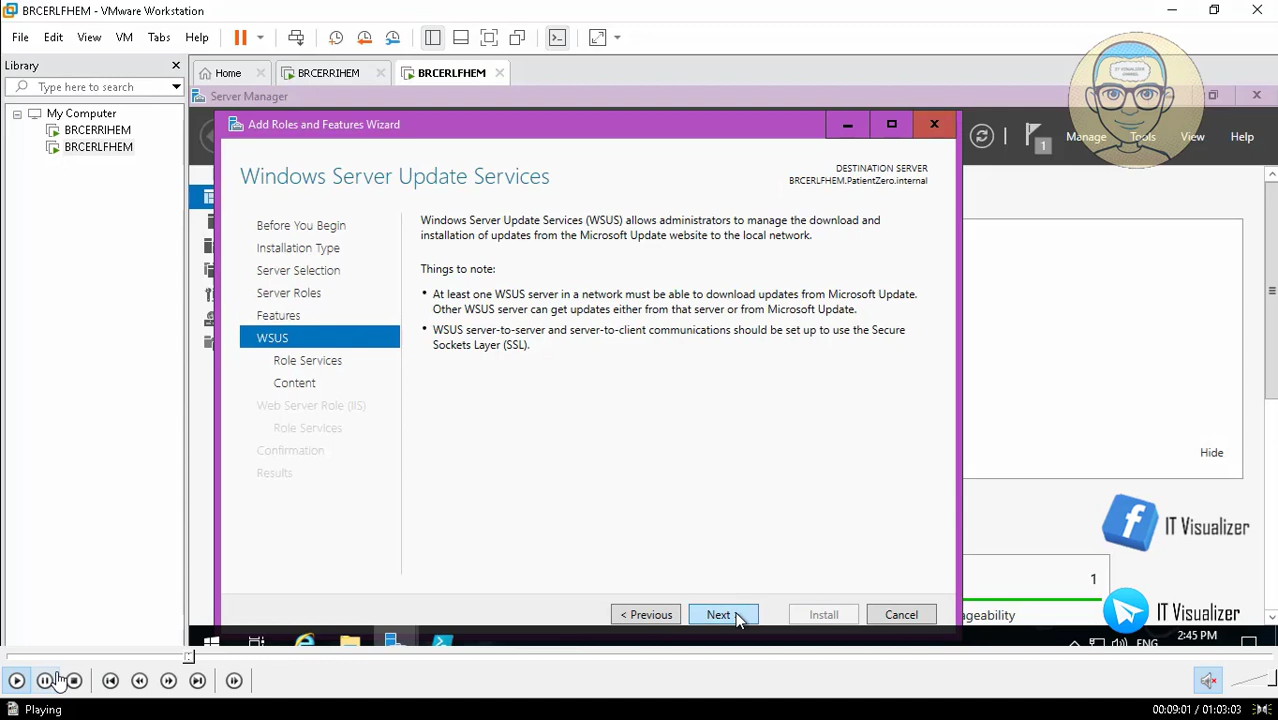 BRCERLFHEM - VMware Workstation
File Edit View VM Tabs Help
Library
Type here to search
My Computer
BRCERRIHEM
BRCERLFHEM
Home
BRCERRIHEM
BRCERLFHEM
IT VISUALIZER
CHANNEL
Server Manager
1
Manage Tools View Help
Add Roles and Features Wizard
Windows Server Update Services
DESTINATION SERVER
BRCERLFHEM.PatientZero.internal
Before You Begin
Installation Type
Server Selection
Server Roles
Features
WSUS
Role Services
Content
Web Server Role (IIS)
Role Services
Confirmation
Results
Windows Server Update Services (WSUS) allows administrators to manage the download and
installation of updates from the Microsoft Update website to the local network.
Things to note:
• At least one WSUS server in a network must be able to download updates from Microsoft Update.
Other WSUS server can get updates either from that server or from Microsoft Update.
• WSUS server-to-server and server-to-client communications should be set up to use the Secure
Sockets Layer (SSL).
Hide
f IT Visualizer
1
ageability
IT Visualizer
< Previous Next Install Cancel
ENG 2:45 PM
Playing
00:09:01 / 01:03:03